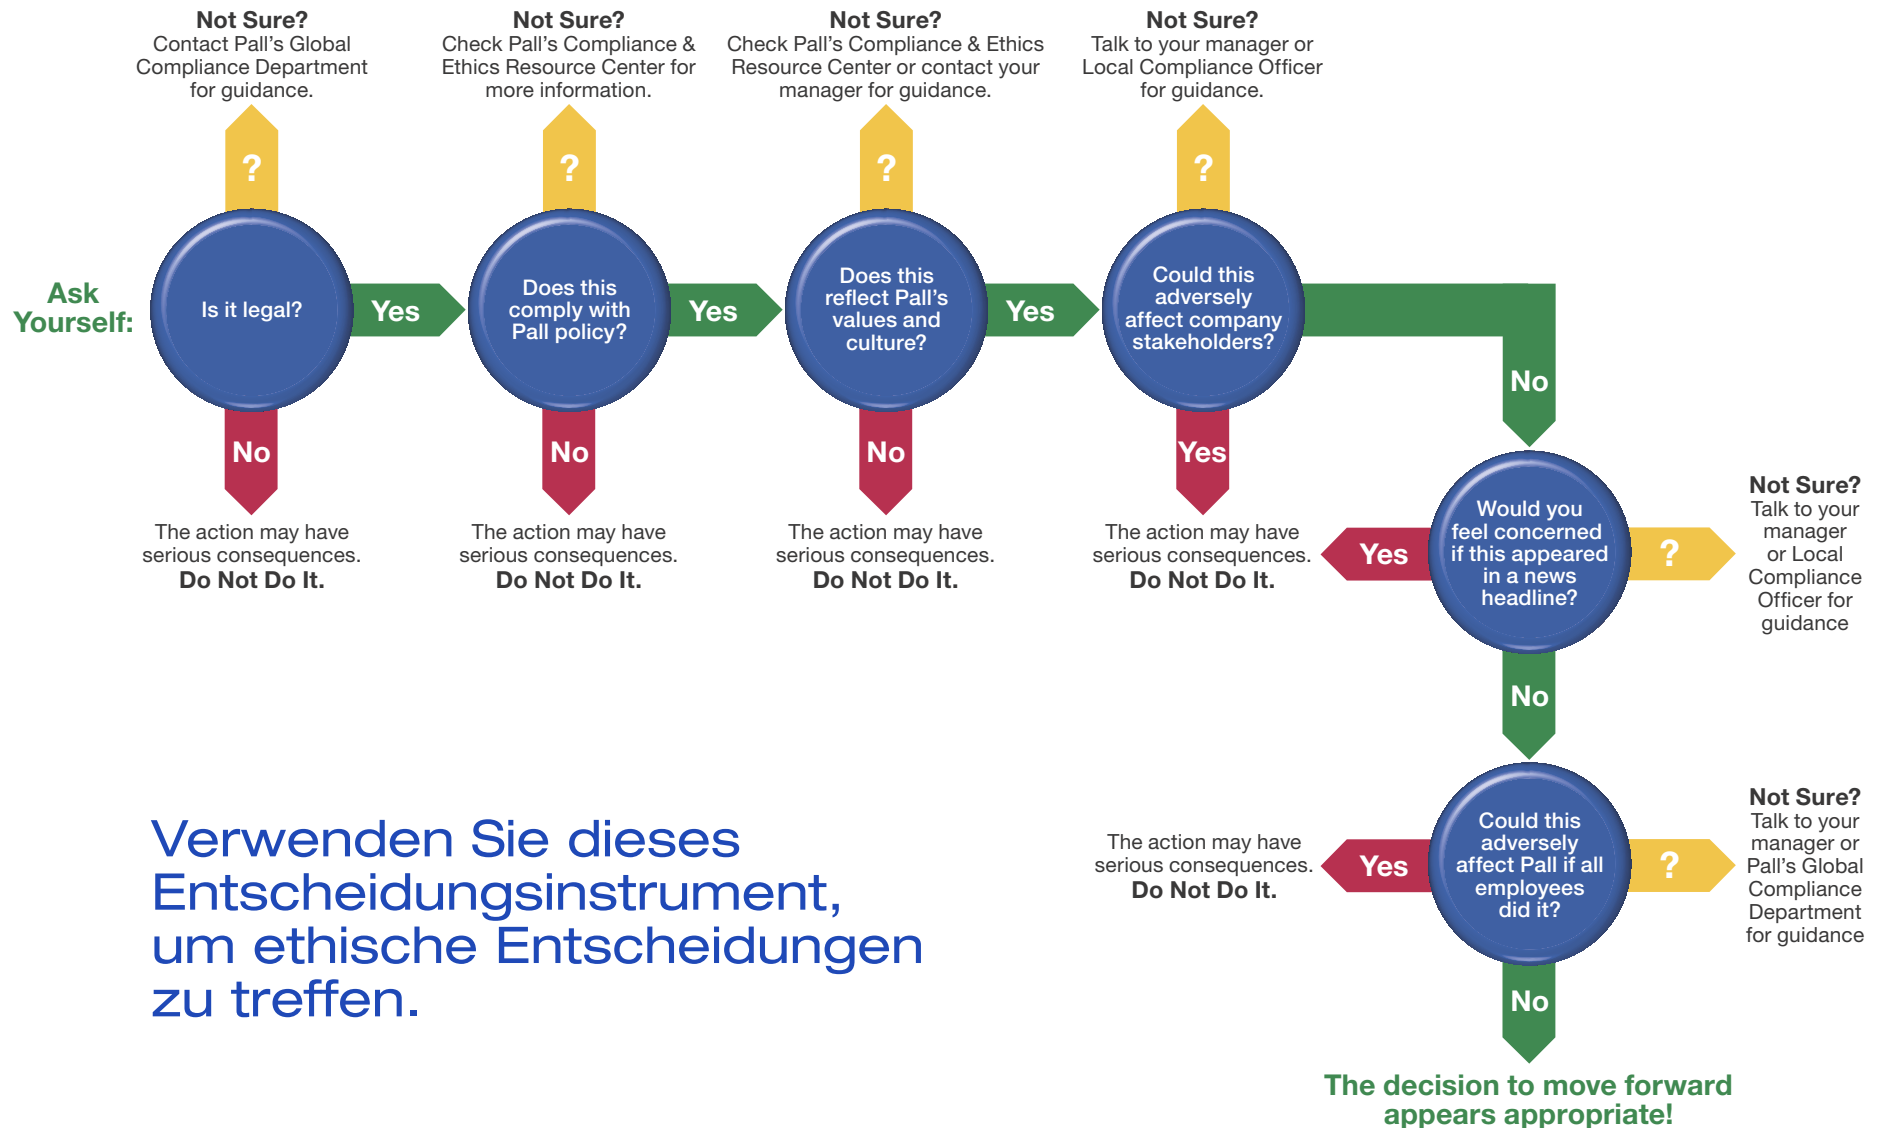 Not Sure?
Contact Pall's Global
Compliance Department
for guidance.
Not Sure?
Check Pall's Compliance &
Ethics Resource Center for
more information.
Not Sure?
Check Pall's Compliance & Ethics
Resource Center or contact your
manager for guidance.
Not Sure?
Talk to your manager or
Local Compliance Officer
for guidance.
?
?
?
?
Ask
Yourself:
Is it legal?
Yes
Does this
comply with
Pall policy?
Yes
Does this
reflect Pall's
values and
culture?
Yes
Could this
adversely
affect company
stakeholders?
No
No
No
No
Yes
The action may have
serious consequences.
Do Not Do It.
The action may have
serious consequences.
Do Not Do It.
The action may have
serious consequences.
Do Not Do It.
The action may have
serious consequences.
Do Not Do It.
Yes
Would you
feel concerned
if this appeared
in a news
headline?
?
Not Sure?
Talk to your
manager
or Local
Compliance
Officer for
guidance
No
The action may have
serious consequences.
Do Not Do It.
Yes
Could this
adversely
affect Pall if all
employees
did it?
?
Not Sure?
Talk to your
manager or
Pall's Global
Compliance
Department
for guidance
No
The decision to move forward
appears appropriate!
Verwenden Sie dieses
Entscheidungsinstrument,
um ethische Entscheidungen
zu treffen.